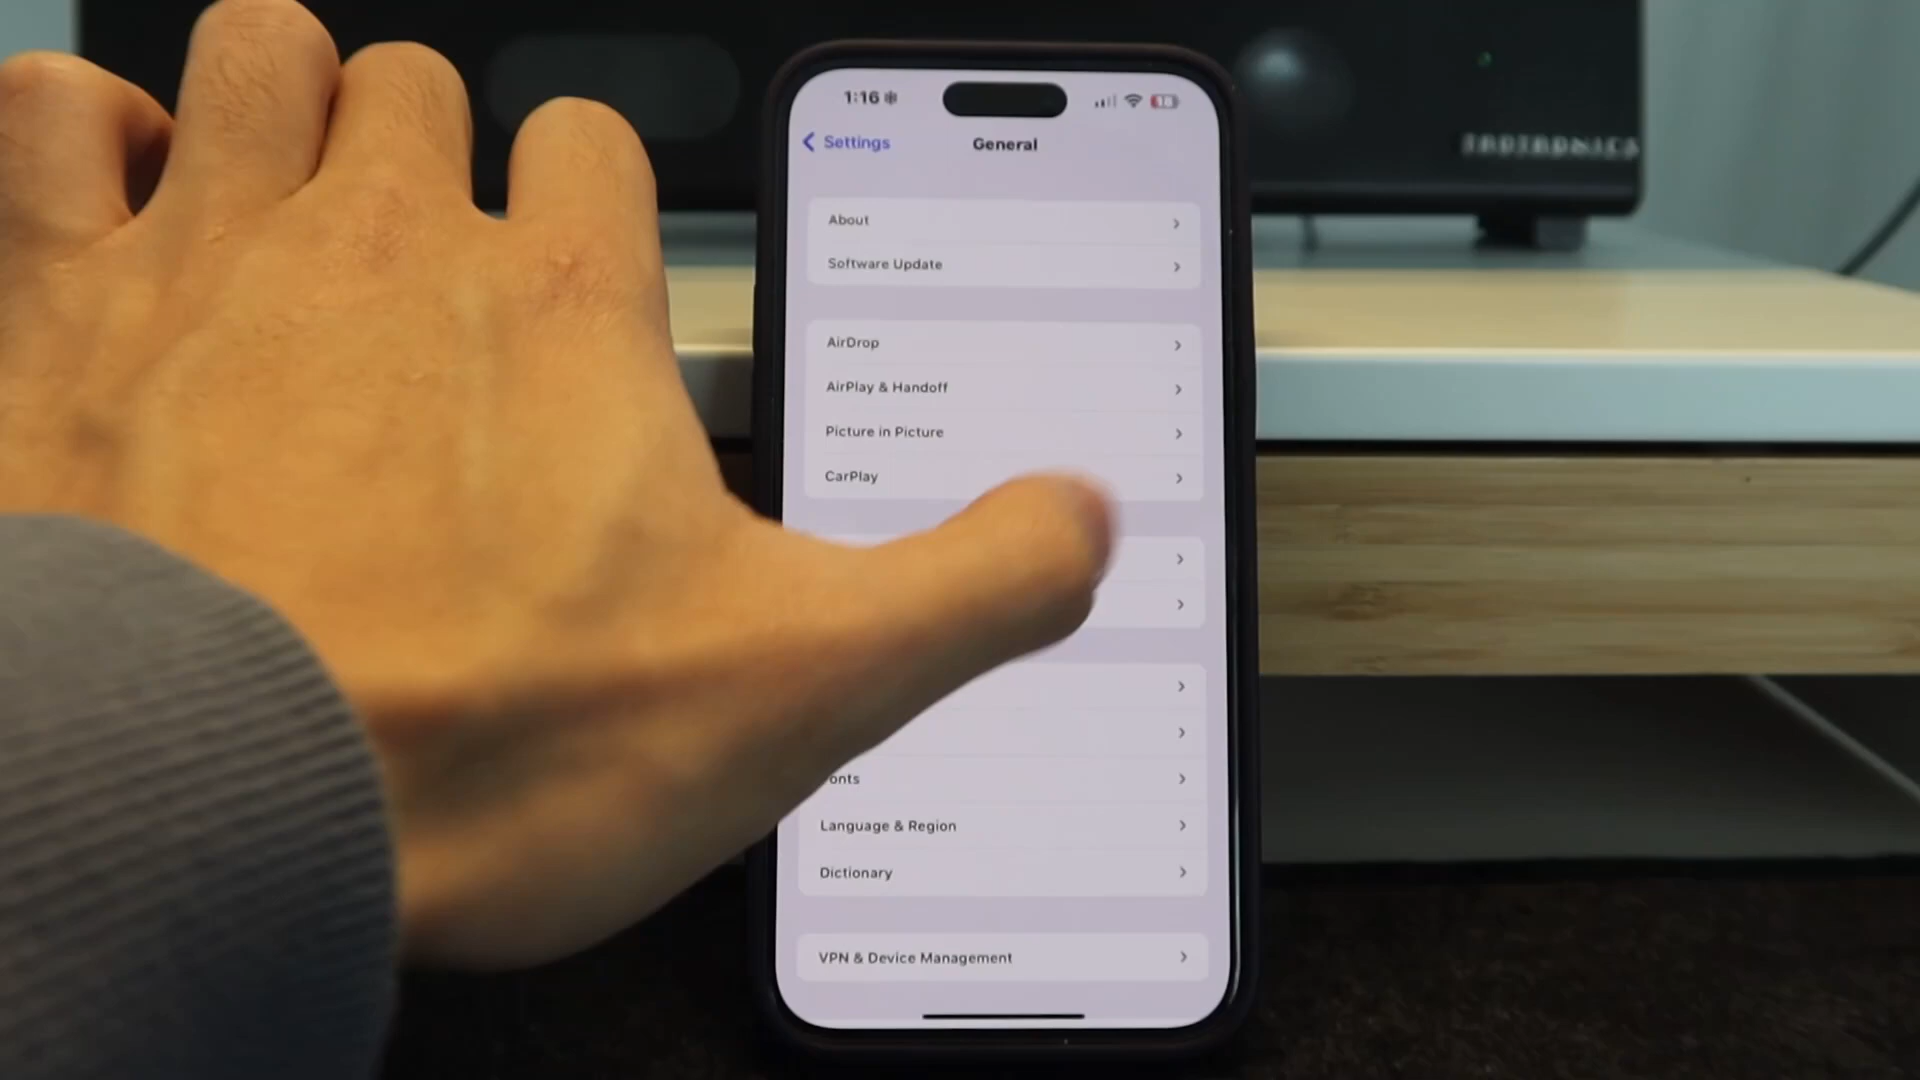 1:16
Settings
General
About
Software Update
AirDrop
AirPlay & Handoff
Picture in Picture
CarPlay
onts
Language & Region
Dictionary
VPN & Device Management